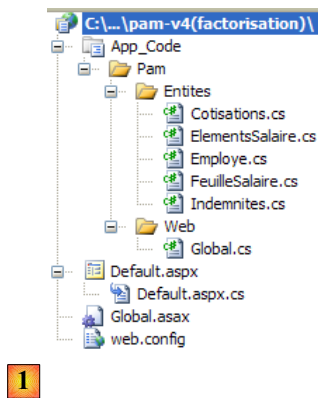 C:\...\pam-v4(factorisation)\
App_Code
Pam
Entites
Cotisations.cs
ElementsSalaire.cs
Employe.cs
FeuilleSalaire.cs
Indemnites.cs
Web
Global.cs
Default.aspx
Default.aspx.cs
Global.asax
web.config
1